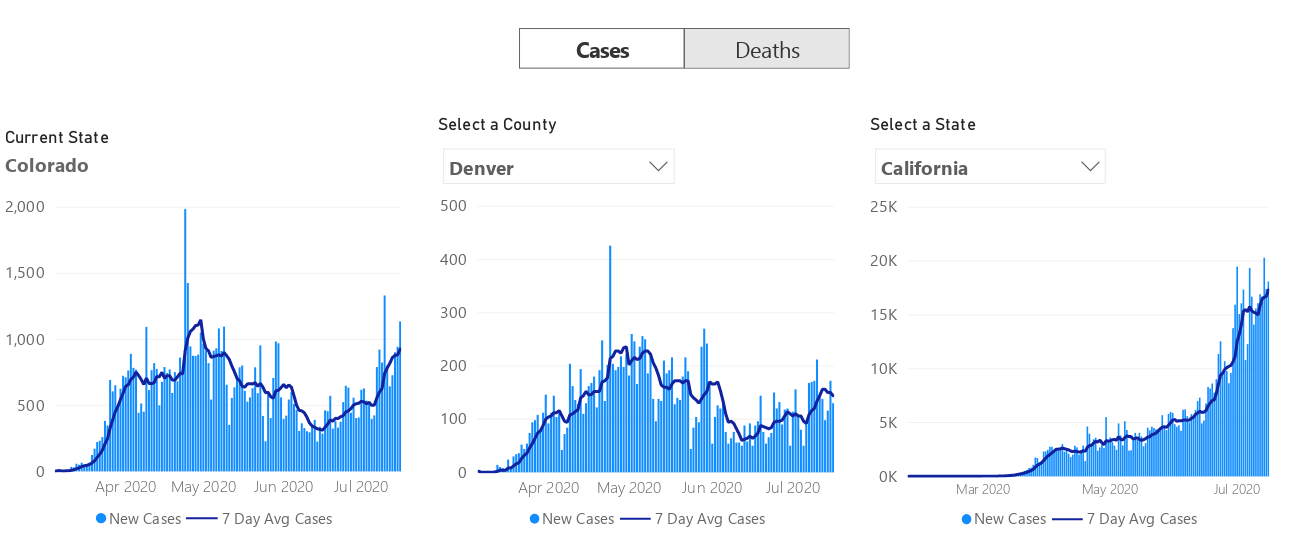 Cases Deaths
Current State
Colorado
2,000
1,500
1,000
500
0
Apr 2020 May 2020 Jun 2020 Jul 2020
New Cases 7 Day Avg Cases
Select a County
Denver
500
400
300
200
100
0
Apr 2020 May 2020 Jun 2020 Jul 2020
New Cases 7 Day Avg Cases
Select a State
California
25K
20K
15K
10K
5K
0K
Mar 2020 May 2020 Jul 2020
New Cases 7 Day Avg Cases